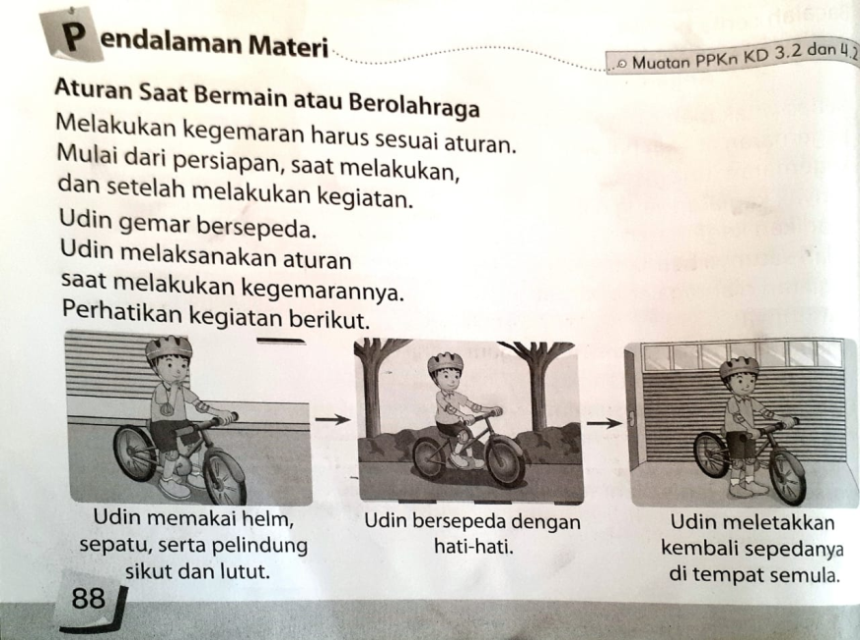 Pendalaman Materi
Muatan PPKn KD 3.2 dan 4.2
Aturan Saat Bermain atau Berolahraga
Melakukan kegemaran harus sesuai aturan.
Mulai dari persiapan, saat melakukan,
dan setelah melakukan kegiatan.
Udin gemar bersepeda.
Udin melaksanakan aturan
saat melakukan kegemarannya.
Perhatikan kegiatan berikut.
Udin memakai helm,
sepatu, serta pelindung
sikut dan lutut.
Udin bersepeda dengan
hati-hati.
Udin meletakkan
kembali sepedanya
di tempat semula.
88